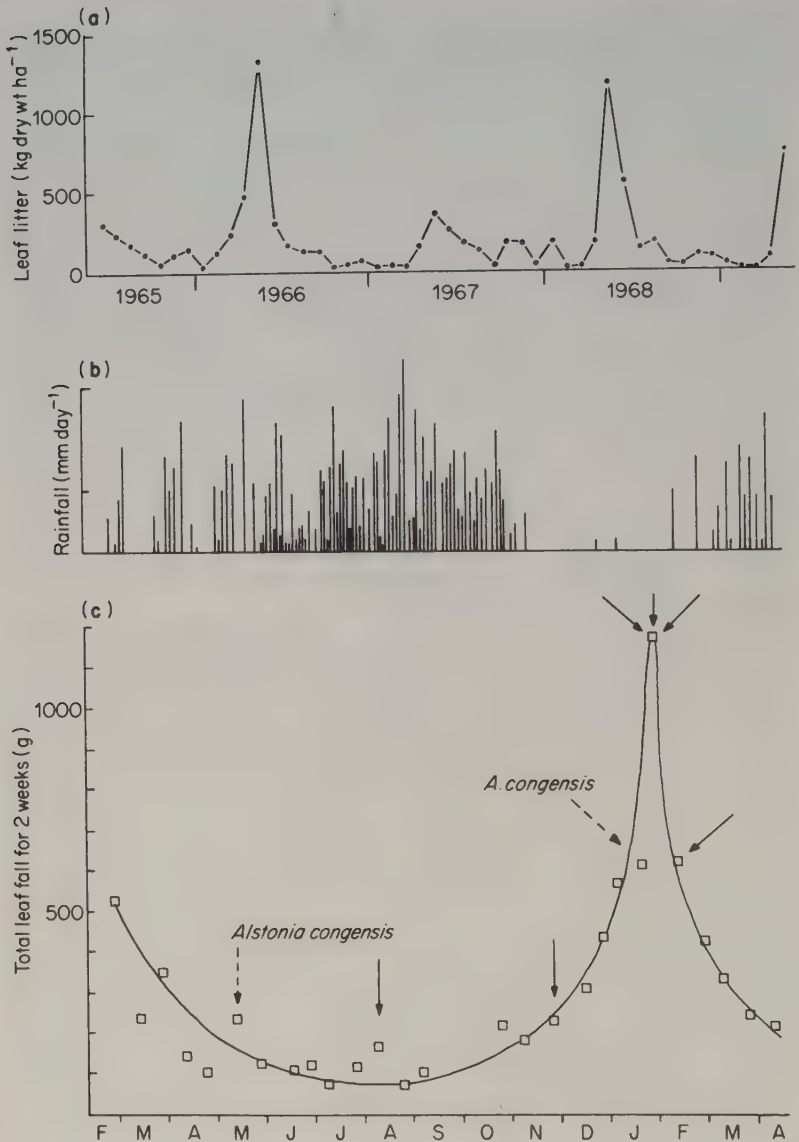 (a)
Leaf litter (kg dry wt ha⁻¹)
1500
1000
500
0
1965
1966
1967
1968
(b)
Rainfall (mm day⁻¹)
(c)
Total leaf fall for 2 weeks (g)
1000
500
Alstonia congensis
A. congensis
F M A M J J A S O N D J F M A